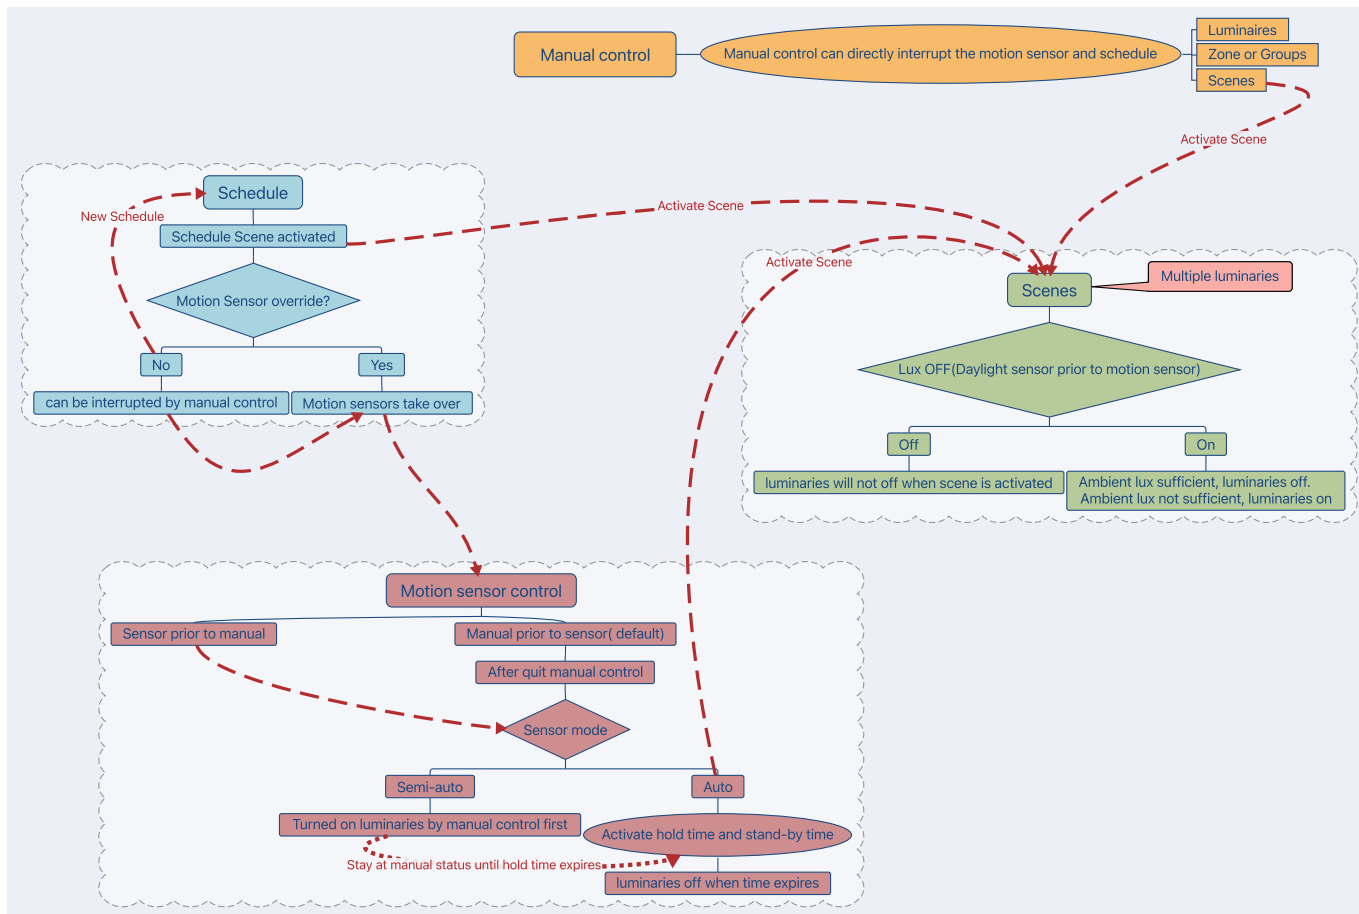 Manual control
Manual control can directly interrupt the motion sensor and schedule
Luminaires
Zone or Groups
Scenes
Activate Scene
Schedule
New Schedule
Schedule Scene activated
Activate Scene
Motion Sensor override?
No
Yes
can be interrupted by manual control
Motion sensors take over
Activate Scene
Scenes
Multiple luminaries
Lux OFF(Daylight sensor prior to motion sensor)
Off
On
luminaries will not off when scene is activated
Ambient lux sufficient, luminaries off.
Ambient lux not sufficient, luminaries on
Motion sensor control
Sensor prior to manual
Manual prior to sensor( default)
After quit manual control
Sensor mode
Semi-auto
Auto
Turned on luminaries by manual control first
Activate hold time and stand-by time
Stay at manual status until hold time expires
luminaries off when time expires